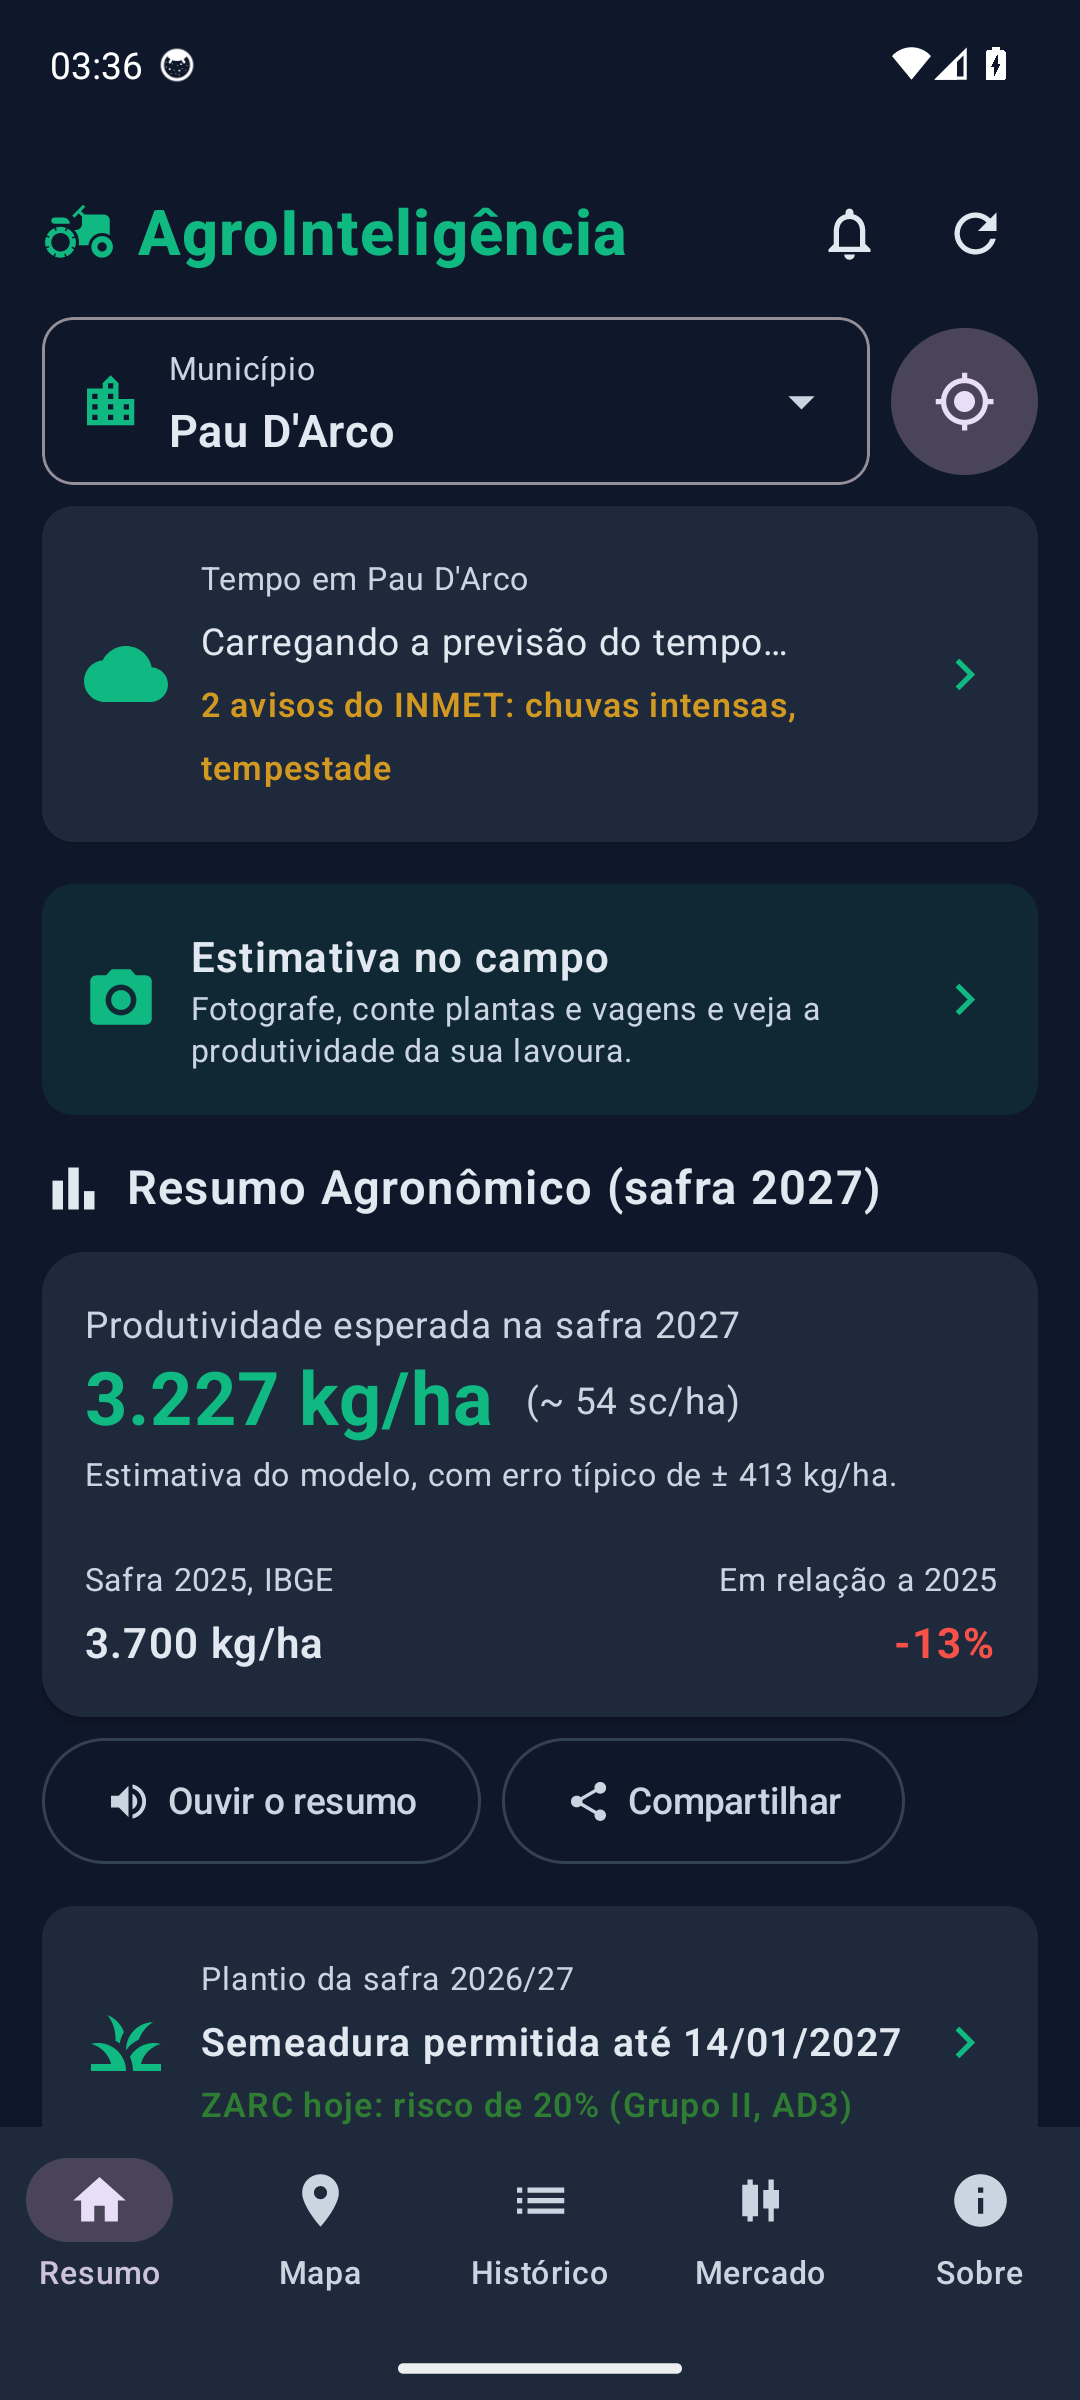 03:36
AgroInteligência
Município
Pau D'Arco
Tempo em Pau D'Arco
Carregando a previsão do tempo...
2 avisos do INMET: chuvas intensas,
tempestade
Estimativa no campo
Fotografe, conte plantas e vagens e veja a
produtividade da sua lavoura.
Resumo Agronômico (safra 2027)
Produtividade esperada na safra 2027
3.227 kg/ha (~ 54 sc/ha)
Estimativa do modelo, com erro típico de ± 413 kg/ha.
Safra 2025, IBGE Em relação a 2025
3.700 kg/ha -13%
Ouvir o resumo Compartilhar
Plantio da safra 2026/27
Semeadura permitida até 14/01/2027
ZARC hoje: risco de 20% (Grupo II, AD3)
Resumo Mapa Histórico Mercado Sobre